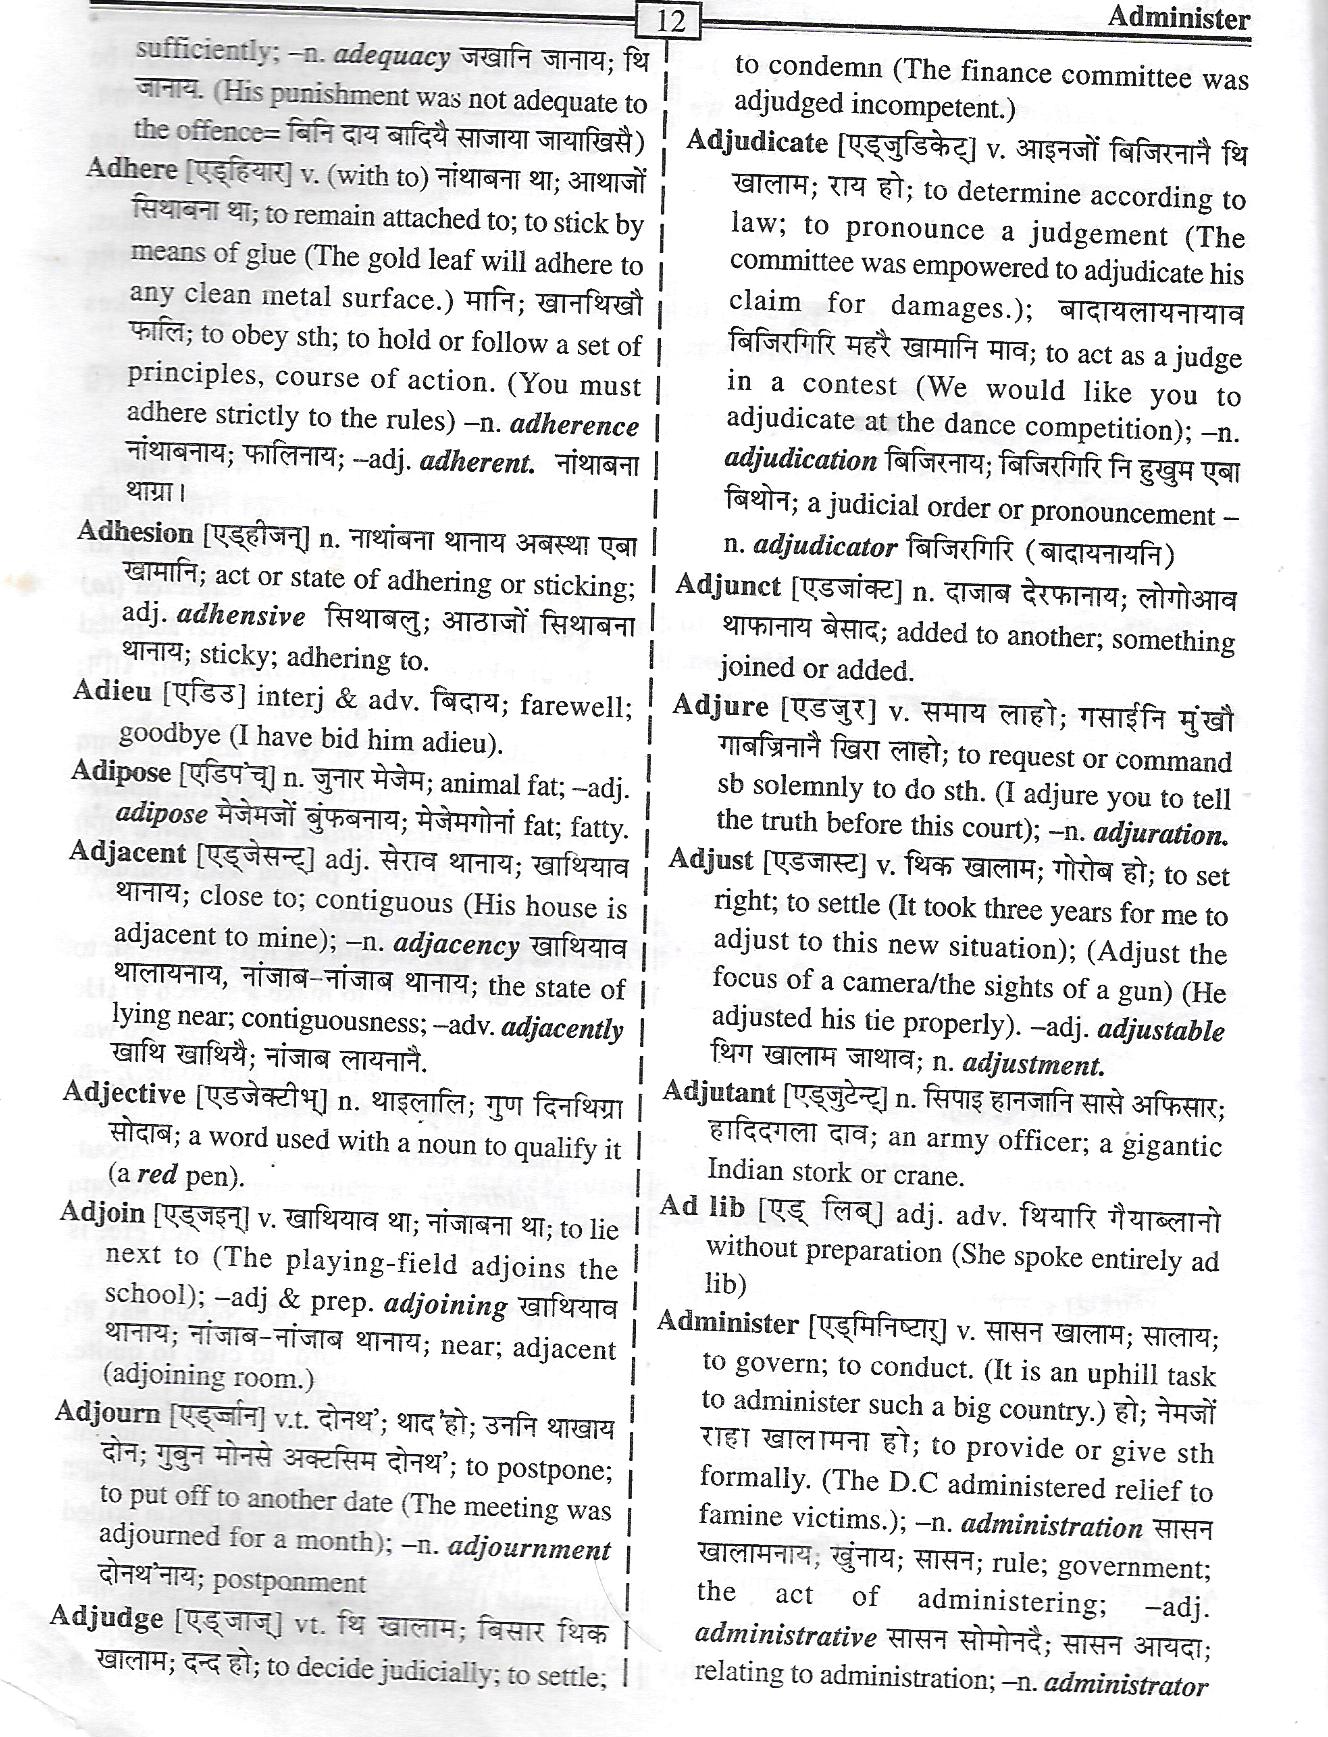 12
Administer
sufficiently; –n. adequacy जखानि जानाय; थि
जानाय. (His punishment was not adequate to
the offence= बिनि दाय बादियै साजाया जायाखिसै)
Adhere [एड्हियार] v. (with to) नांथाबना था; आथाजों
सिथाबना था; to remain attached to; to stick by
means of glue (The gold leaf will adhere to
any clean metal surface.) मानि; खानथिखौ
फालि; to obey sth; to hold or follow a set of
principles, course of action. (You must
adhere strictly to the rules) –n. adherence
नांथाबनाय; फालिनाय; –adj. adherent. नांथाबना
थाग्रा।
Adhesion [एड्हीजन्] n. नाथांबना थानाय अबस्था एबा
खामानि; act or state of adhering or sticking;
adj. adhensive सिथाबलु; आठाजों सिथाबना
थानाय; sticky; adhering to.
Adieu [एडिउ] interj & adv. बिदाय; farewell;
goodbye (I have bid him adieu).
Adipose [एडिप'च्] n. जुनार मेजेम; animal fat; –adj.
adipose मेजेमजों बुंफबनाय; मेजेमगोनां fat; fatty.
Adjacent [एड्जेसन्ट्] adj. सेराव थानाय; खाथियाव
थानाय; close to; contiguous (His house is
adjacent to mine); –n. adjacency खाथियाव
थालायनाय, नांजाब-नांजाब थानाय; the state of
lying near; contiguousness; –adv. adjacently
खाथि खाथियै; नांजाब लायनानै.
Adjective [एडजेक्टीभ्] n. थाइलालि; गुण दिनथिग्रा
सोदाब; a word used with a noun to qualify it
(a red pen).
Adjoin [एड्जइन्] v. खाथियाव था; नांजाबना था; to lie
next to (The playing-field adjoins the
school); –adj & prep. adjoining खाथियाव
थानाय; नांजाब-नांजाब थानाय; near; adjacent
(adjoining room.)
Adjourn [एड्र्जान] v.t. दोनथ'; थाद'हो; उननि थाखाय
दोन; गुबुन मोनसे अक्टसिम दोनथ'; to postpone;
to put off to another date (The meeting was
adjourned for a month); –n. adjournment
दोनथ'नाय; postponment
Adjudge [एड्जाज्] vt. थि खालाम; बिसार थिक
खालाम; दन्द हो; to decide judicially; to settle;
to condemn (The finance committee was
adjudged incompetent.)
Adjudicate [एड्जुडिकेट्] v. आइनजों बिजिरनानै थि
खालाम; राय हो; to determine according to
law; to pronounce a judgement (The
committee was empowered to adjudicate his
claim for damages.); बादायलायनायाव
बिजिरगिरि महरै खामानि माव; to act as a judge
in a contest (We would like you to
adjudicate at the dance competition); –n.
adjudication बिजिरनाय; बिजिरगिरि नि हुखुम एबा
बिथोन; a judicial order or pronouncement –
n. adjudicator बिजिरगिरि (बादायनायनि)
Adjunct [एडजांक्ट] n. दाजाब देरफानाय; लोगोआव
थाफानाय बेसाद; added to another; something
joined or added.
Adjure [एडजुर] v. समाय लाहो; गसाईनि मुंखौ
गाबज्रिनानै खिरा लाहो; to request or command
sb solemnly to do sth. (I adjure you to tell
the truth before this court); –n. adjuration.
Adjust [एडजास्ट] v. थिक खालाम; गोरोब हो; to set
right; to settle (It took three years for me to
adjust to this new situation); (Adjust the
focus of a camera/the sights of a gun) (He
adjusted his tie properly). –adj. adjustable
थिग खालाम जाथाव; n. adjustment.
Adjutant [एड्जुटेन्ट्] n. सिपाइ हानजानि सासे अफिसार;
हादिदगला दाव; an army officer; a gigantic
Indian stork or crane.
Ad lib [एड् लिब्] adj. adv. थियारि गैयाब्लानो
without preparation (She spoke entirely ad
lib)
Administer [एड्मिनिष्टार्] v. सासन खालाम; सालाय;
to govern; to conduct. (It is an uphill task
to administer such a big country.) हो; नेमजों
राहा खालामना हो; to provide or give sth
formally. (The D.C administered relief to
famine victims.); –n. administration सासन
खालामनाय; खुंनाय; सासन; rule; government;
the act of administering; –adj.
administrative सासन सोमोनदै; सासन आयदा;
relating to administration; –n. administrator